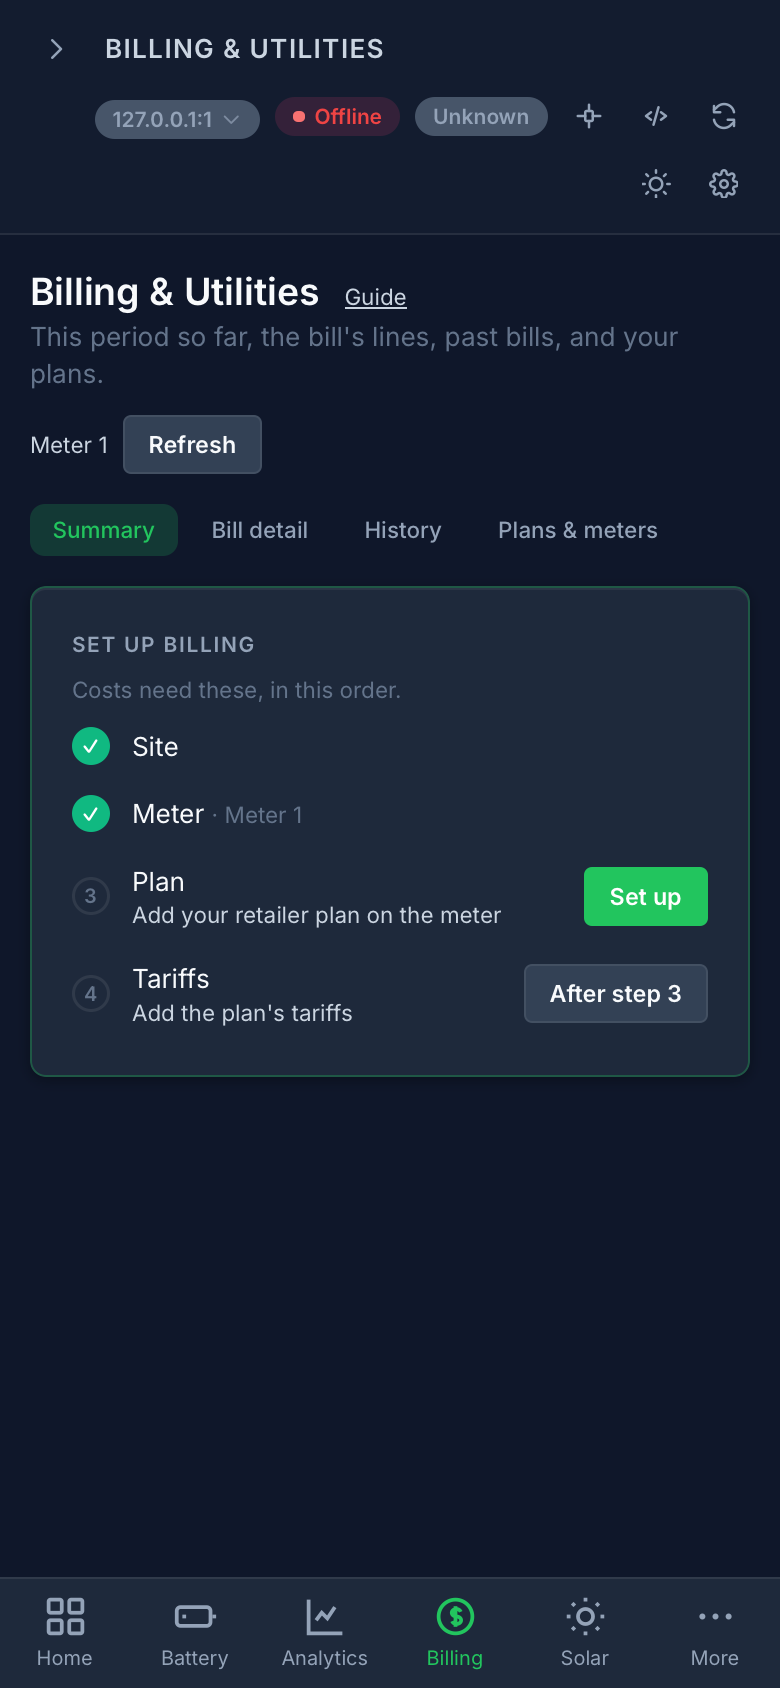 BILLING & UTILITIES
127.0.0.1:1
Offline
Unknown
Billing & Utilities
Guide
This period so far, the bill's lines, past bills, and your
plans.
Meter 1
Refresh
Summary
Bill detail
History
Plans & meters
SET UP BILLING
Costs need these, in this order.
Site
Meter · Meter 1
3
Plan
Add your retailer plan on the meter
Set up
4
Tariffs
Add the plan's tariffs
After step 3
Home
Battery
Analytics
Billing
Solar
More